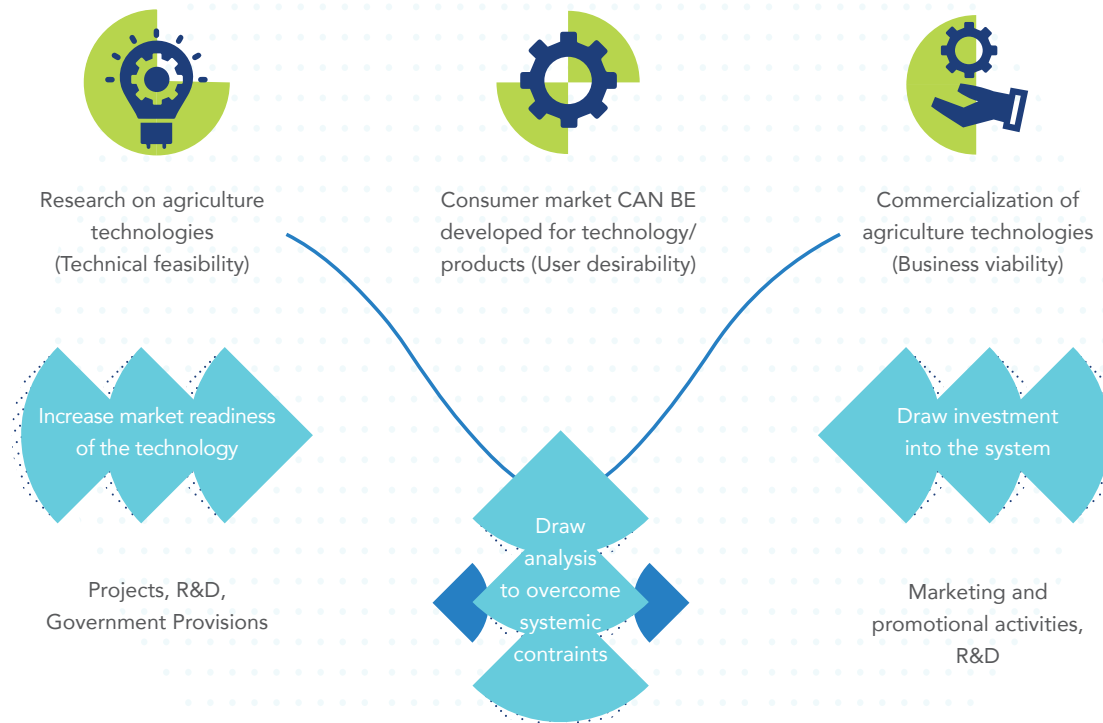 Research on agriculture
technologies
(Technical feasibility)
Consumer market CAN BE
developed for technology/
products (User desirability)
Commercialization of
agriculture technologies
(Business viability)
Increase market readiness
of the technology
Draw investment
into the system
Draw
analysis
to overcome
systemic
contraints
Projects, R&D,
Government Provisions
Marketing and
promotional activities,
R&D